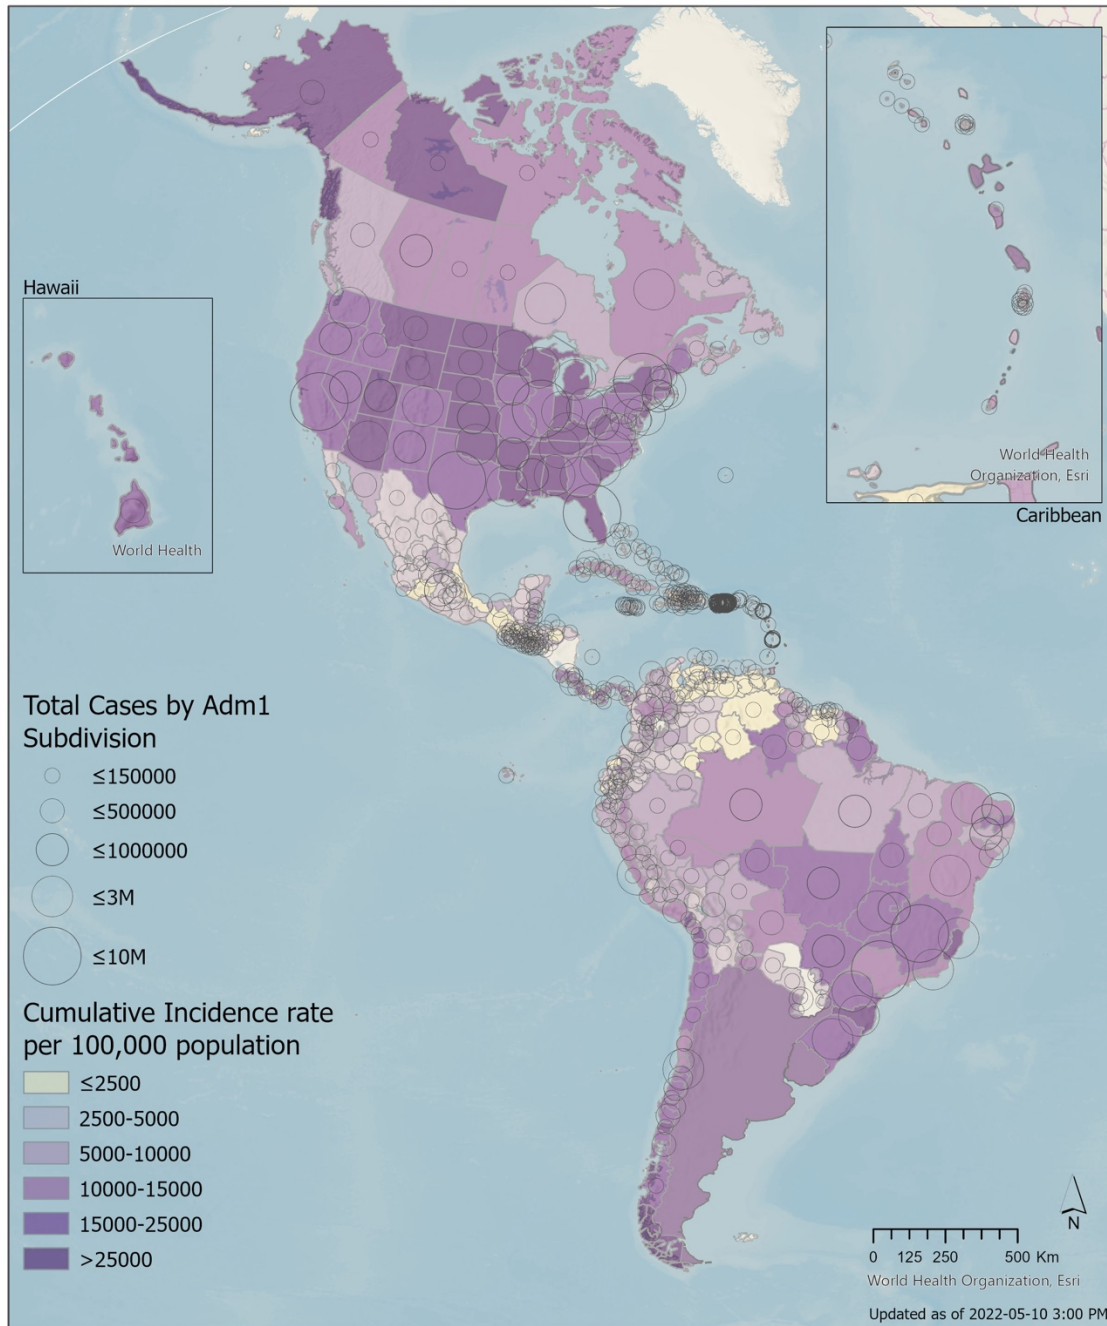 Hawaii
World Health
World Health
Organization, Esri
Caribbean
Total Cases by Adm1
Subdivision
≤150000
≤500000
≤1000000
≤3M
≤10M
Cumulative Incidence rate
per 100,000 population
≤2500
2500-5000
5000-10000
10000-15000
15000-25000
>25000
N
0 125 250 500 Km
World Health Organization, Esri
Updated as of 2022-05-10 3:00 PM